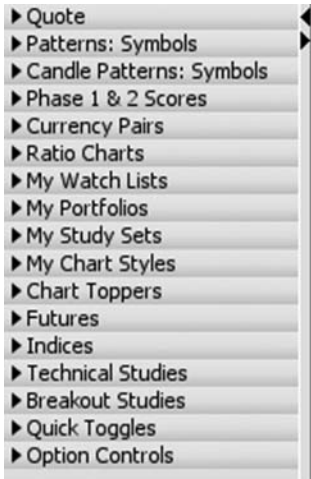 Quote
Patterns: Symbols
Candle Patterns: Symbols
Phase 1 & 2 Scores
Currency Pairs
Ratio Charts
My Watch Lists
My Portfolios
My Study Sets
My Chart Styles
Chart Toppers
Futures
Indices
Technical Studies
Breakout Studies
Quick Toggles
Option Controls